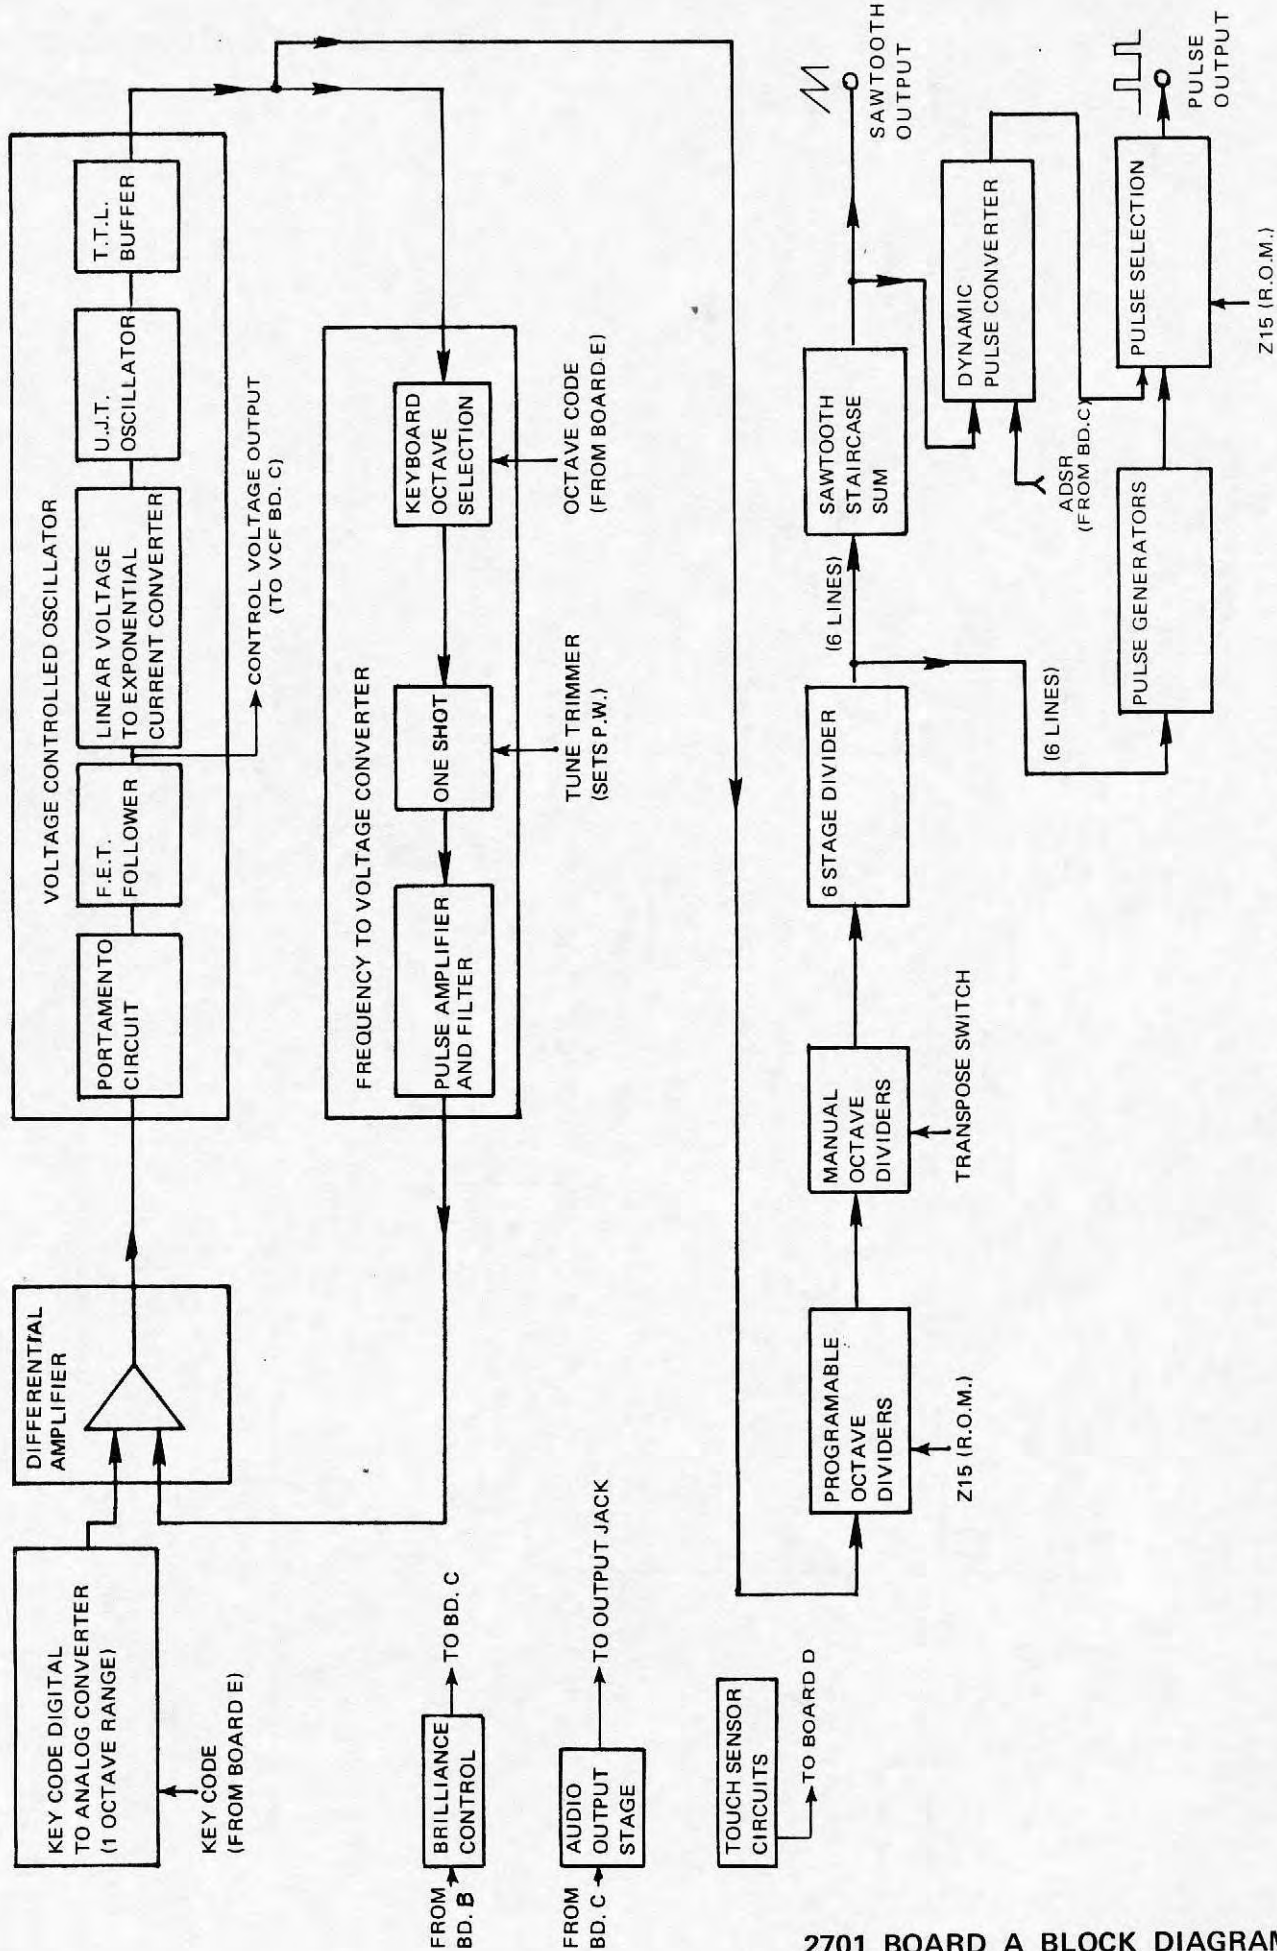 KEY CODE DIGITAL
TO ANALOG CONVERTER
(1 OCTAVE RANGE)
KEY CODE
(FROM BOARD E)
DIFFERENTIAL
AMPLIFIER
VOLTAGE CONTROLLED OSCILLATOR
PORTAMENTO
CIRCUIT
F.E.T.
FOLLOWER
LINEAR VOLTAGE
TO EXPONENTIAL
CURRENT CONVERTER
U.J.T.
OSCILLATOR
T.T.L.
BUFFER
CONTROL VOLTAGE OUTPUT
(TO VCF BD. C)
FREQUENCY TO VOLTAGE CONVERTER
PULSE AMPLIFIER
AND FILTER
ONE SHOT
KEYBOARD
OCTAVE
SELECTION
TUNE TRIMMER
(SETS P.W.)
OCTAVE CODE
(FROM BOARD E)
FROM
BD. B
BRILLIANCE
CONTROL
TO BD. C
FROM
BD. C
AUDIO
OUTPUT
STAGE
TO OUTPUT JACK
TOUCH SENSOR
CIRCUITS
TO BOARD D
PROGRAMABLE
OCTAVE
DIVIDERS
Z15 (R.O.M.)
MANUAL
OCTAVE
DIVIDERS
TRANSPOSE SWITCH
6 STAGE DIVIDER
(6 LINES)
SAWTOOTH
STAIRCASE
SUM
SAWTOOTH
OUTPUT
DYNAMIC
PULSE CONVERTER
ADSR
(FROM BD.C)
(6 LINES)
PULSE GENERATORS
PULSE SELECTION
Z15 (R.O.M.)
PULSE
OUTPUT
2701 BOARD A BLOCK DIAGRAM